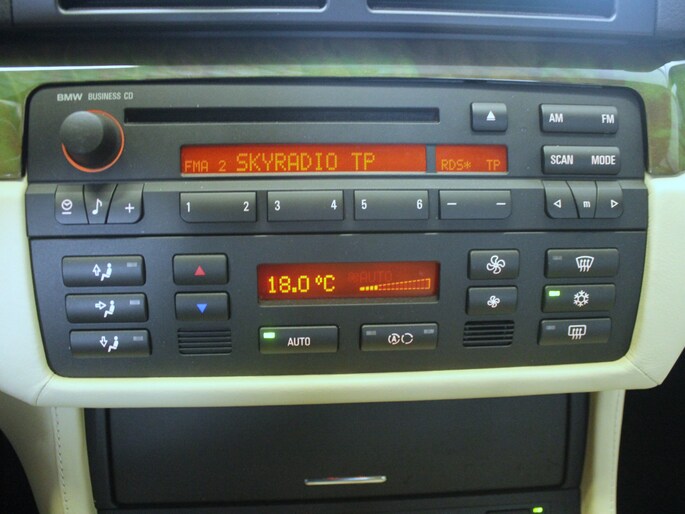 BMW BUSINESS CD
AM FM
FMA 2 SKYRADIO TP RDS* TP
SCAN MODE
1 2 3 4 5 6 m
18.0°C AUTO
AUTO
A